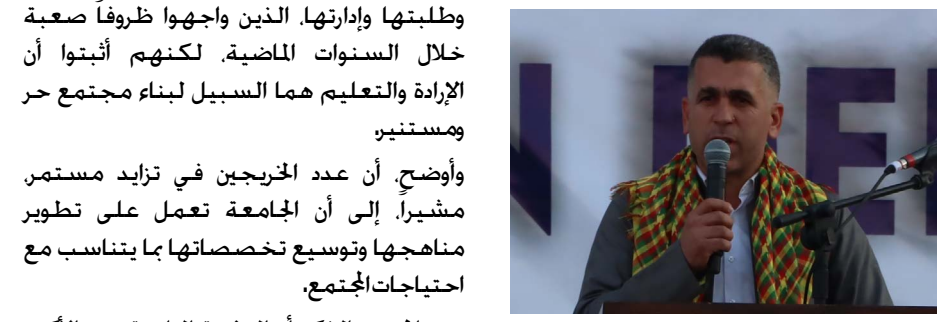 وطلبتها وإدارتها، الذين واجهوا ظروفاً صعبة
خلال السنوات الماضية، لكنهم أثبتوا أن
الإرادة والتعليم هما السبيل لبناء مجتمع حر
ومستنير.
وأوضح، أن عدد الخريجين في تزايد مستمر،
مشيراً، إلى أن الجامعة تعمل على تطوير
مناهجها وتوسيع تخصصاتها بما يتناسب مع
احتياجات المجتمع.